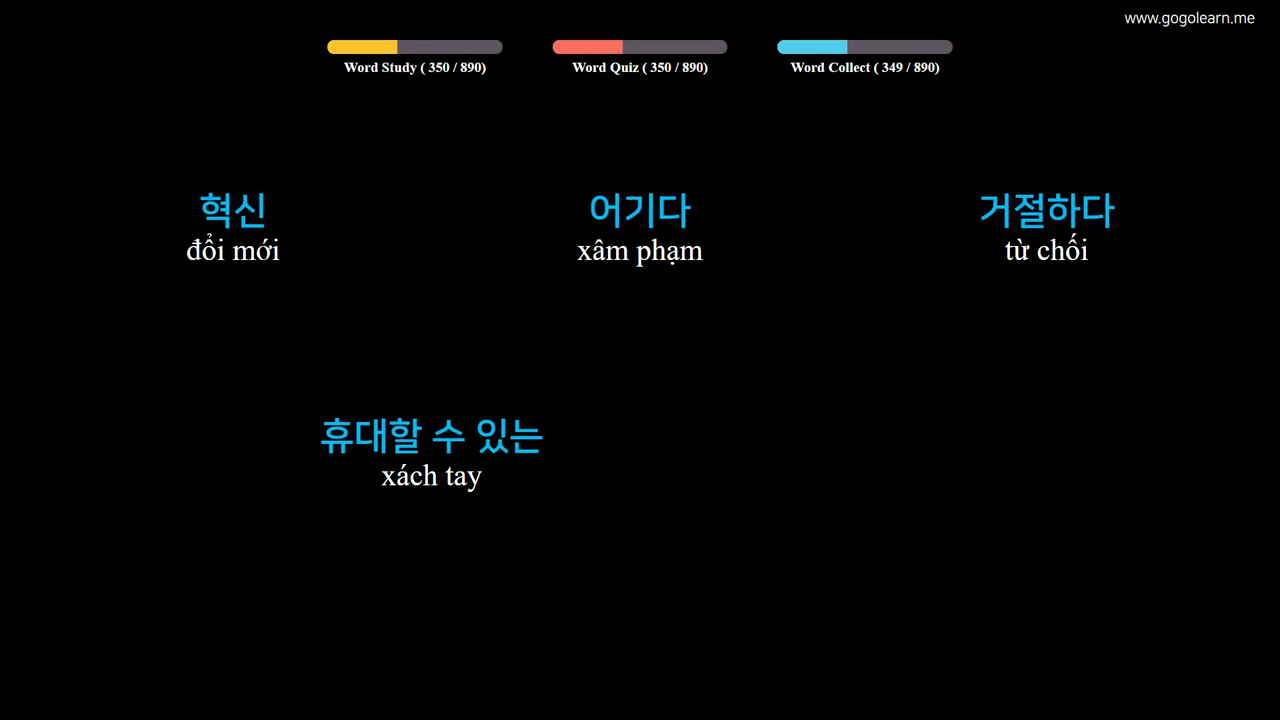 www.gogolearn.me
Word Study ( 350 / 890)
Word Quiz ( 350 / 890)
Word Collect ( 349 / 890)
혁신
đổi mới
어기다
xâm phạm
거절하다
từ chối
휴대할 수 있는
xách tay